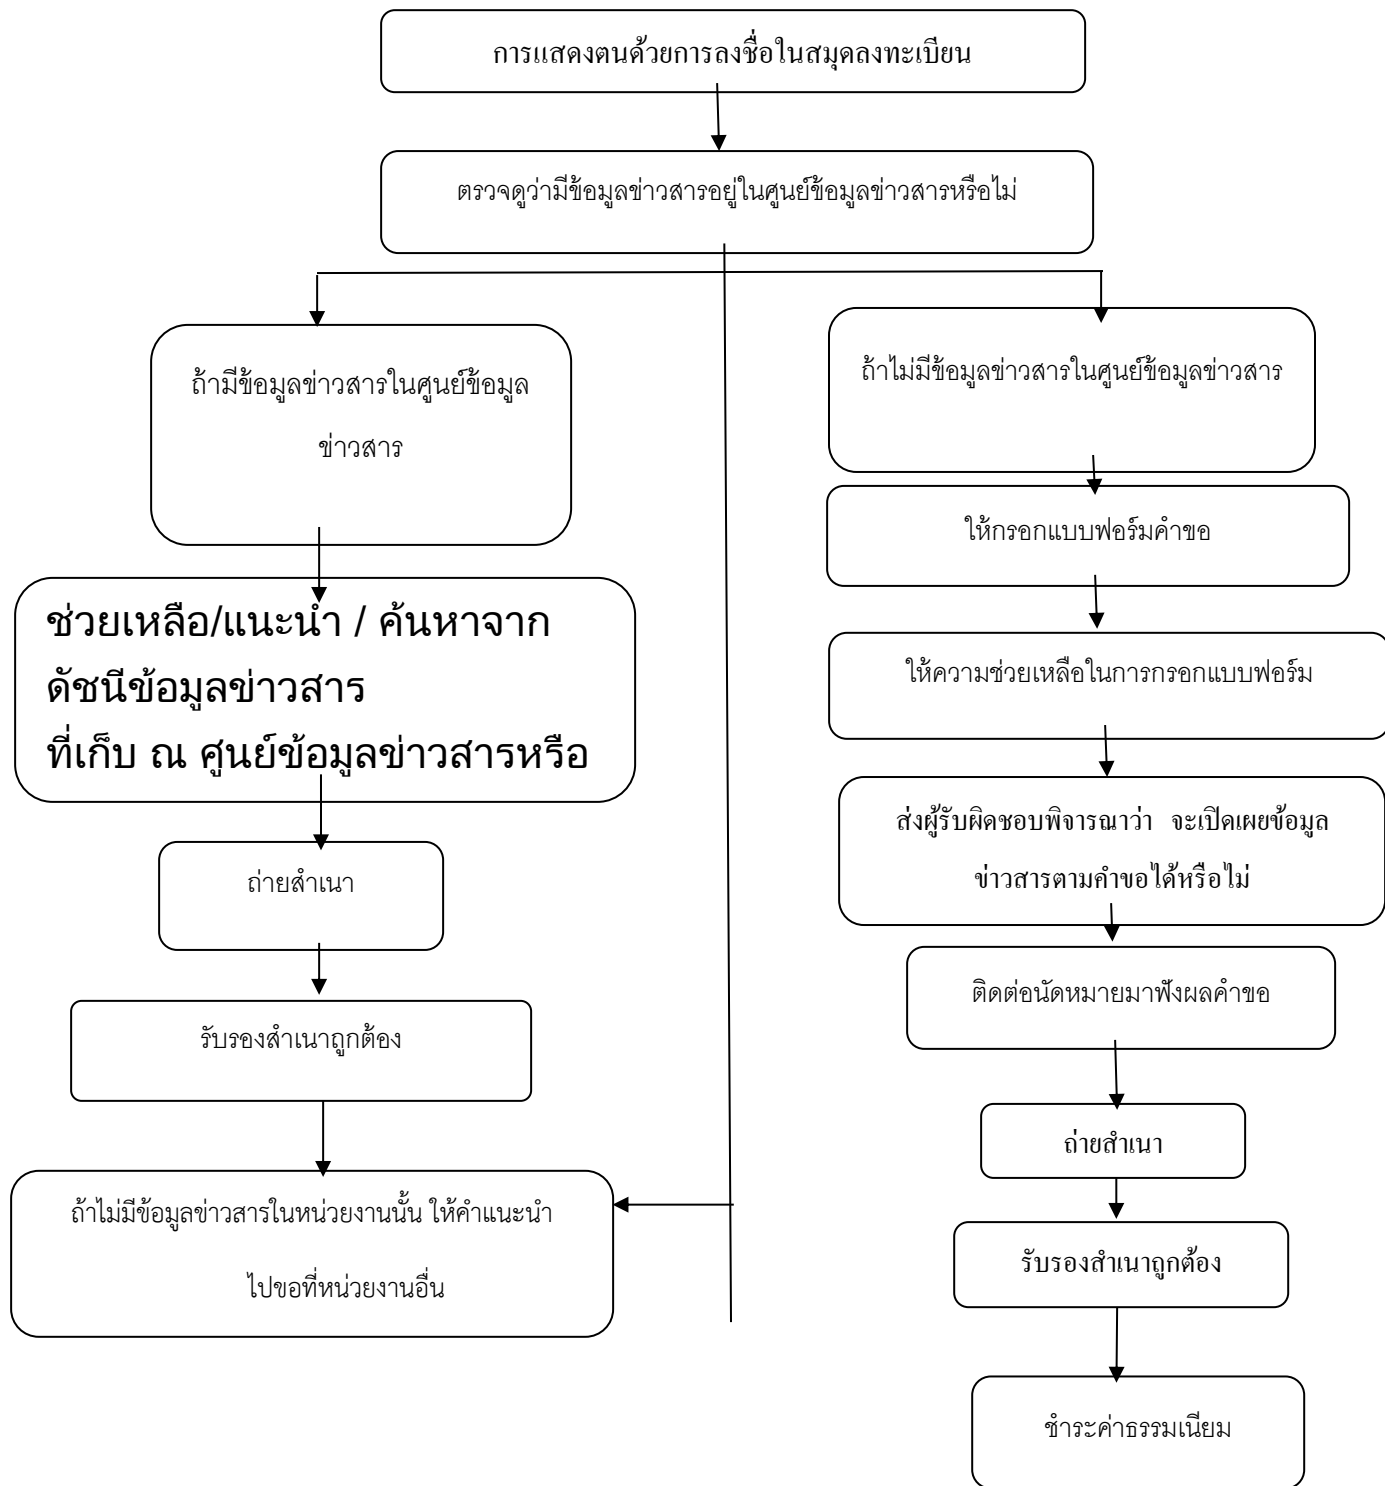 การแสดงตนด้วยการลงชื่อในสมุดลงทะเบียน
ตรวจดูว่ามีข้อมูลข่าวสารอยู่ในศูนย์ข้อมูลข่าวสารหรือไม่
ถ้ามีข้อมูลข่าวสารในศูนย์ข้อมูล
ข่าวสาร
ช่วยเหลือ/แนะนำ / ค้นหาจาก
ดัชนีข้อมูลข่าวสาร
ที่เก็บ ณ ศูนย์ข้อมูลข่าวสารหรือ
ถ่ายสำเนา
รับรองสำเนาถูกต้อง
ถ้าไม่มีข้อมูลข่าวสารในหน่วยงานนั้น ให้คำแนะนำ
ไปขอที่หน่วยงานอื่น
ถ้าไม่มีข้อมูลข่าวสารในศูนย์ข้อมูลข่าวสาร
ให้กรอกแบบฟอร์มคำขอ
ให้ความช่วยเหลือในการกรอกแบบฟอร์ม
ส่งผู้รับผิดชอบพิจารณาว่า จะเปิดเผยข้อมูล
ข่าวสารตามคำขอได้หรือไม่
ติดต่อนัดหมายมาฟังผลคำขอ
ถ่ายสำเนา
รับรองสำเนาถูกต้อง
ชำระค่าธรรมเนียม